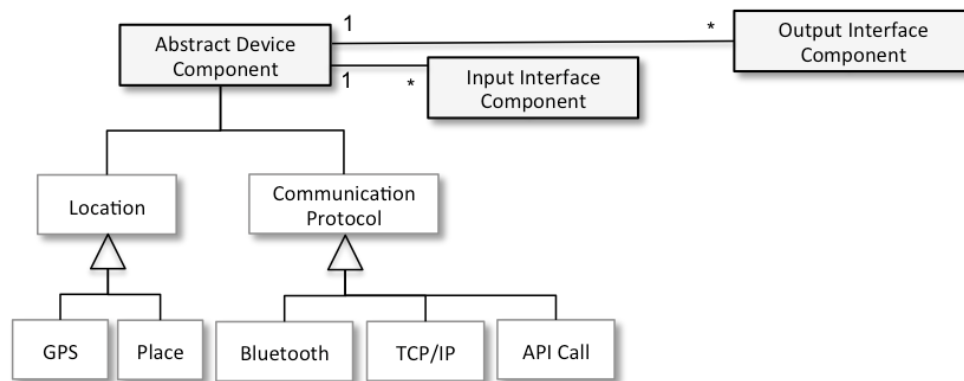 1
*
Abstract Device
Component
Output Interface
Component
1
*
Input Interface
Component
Location
Communication
Protocol
GPS
Place
Bluetooth
TCP/IP
API Call